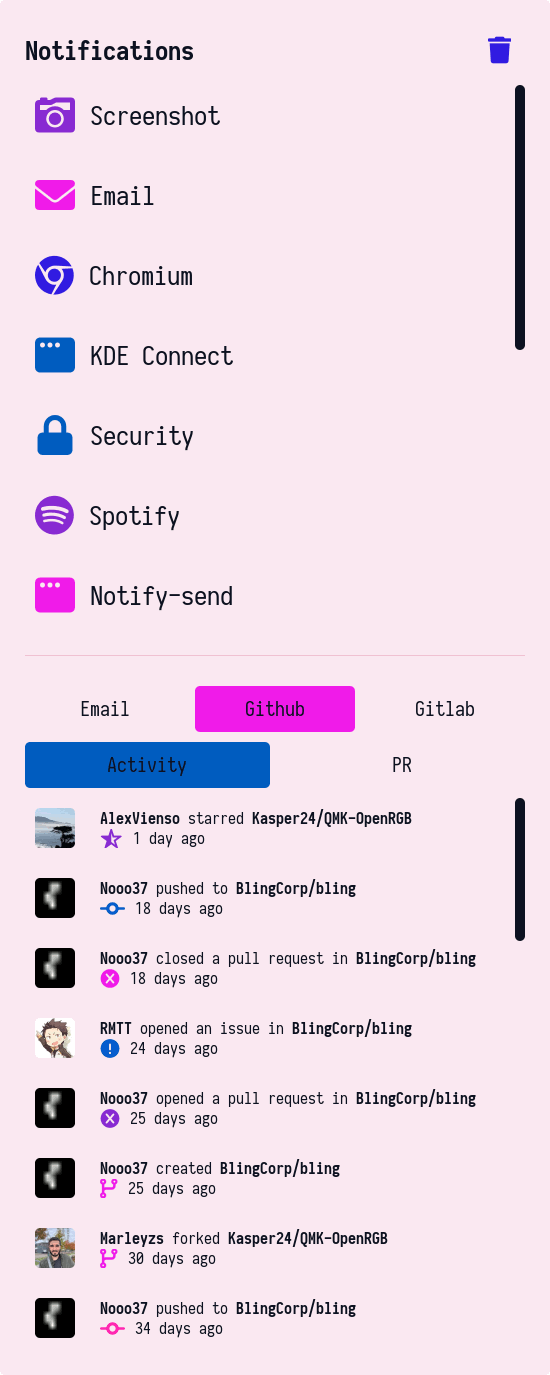 Notifications
Screenshot
Email
Chromium
KDE Connect
Security
Spotify
Notify-send
Email Github Gitlab
Activity PR
AlexVienso starred Kasper24/QMK-OpenRGB
1 day ago
Nooo37 pushed to BlingCorp/bling
18 days ago
Nooo37 closed a pull request in BlingCorp/bling
18 days ago
RMTT opened an issue in BlingCorp/bling
24 days ago
Nooo37 opened a pull request in BlingCorp/bling
25 days ago
Nooo37 created BlingCorp/bling
25 days ago
Marleyzs forked Kasper24/QMK-OpenRGB
30 days ago
Nooo37 pushed to BlingCorp/bling
34 days ago